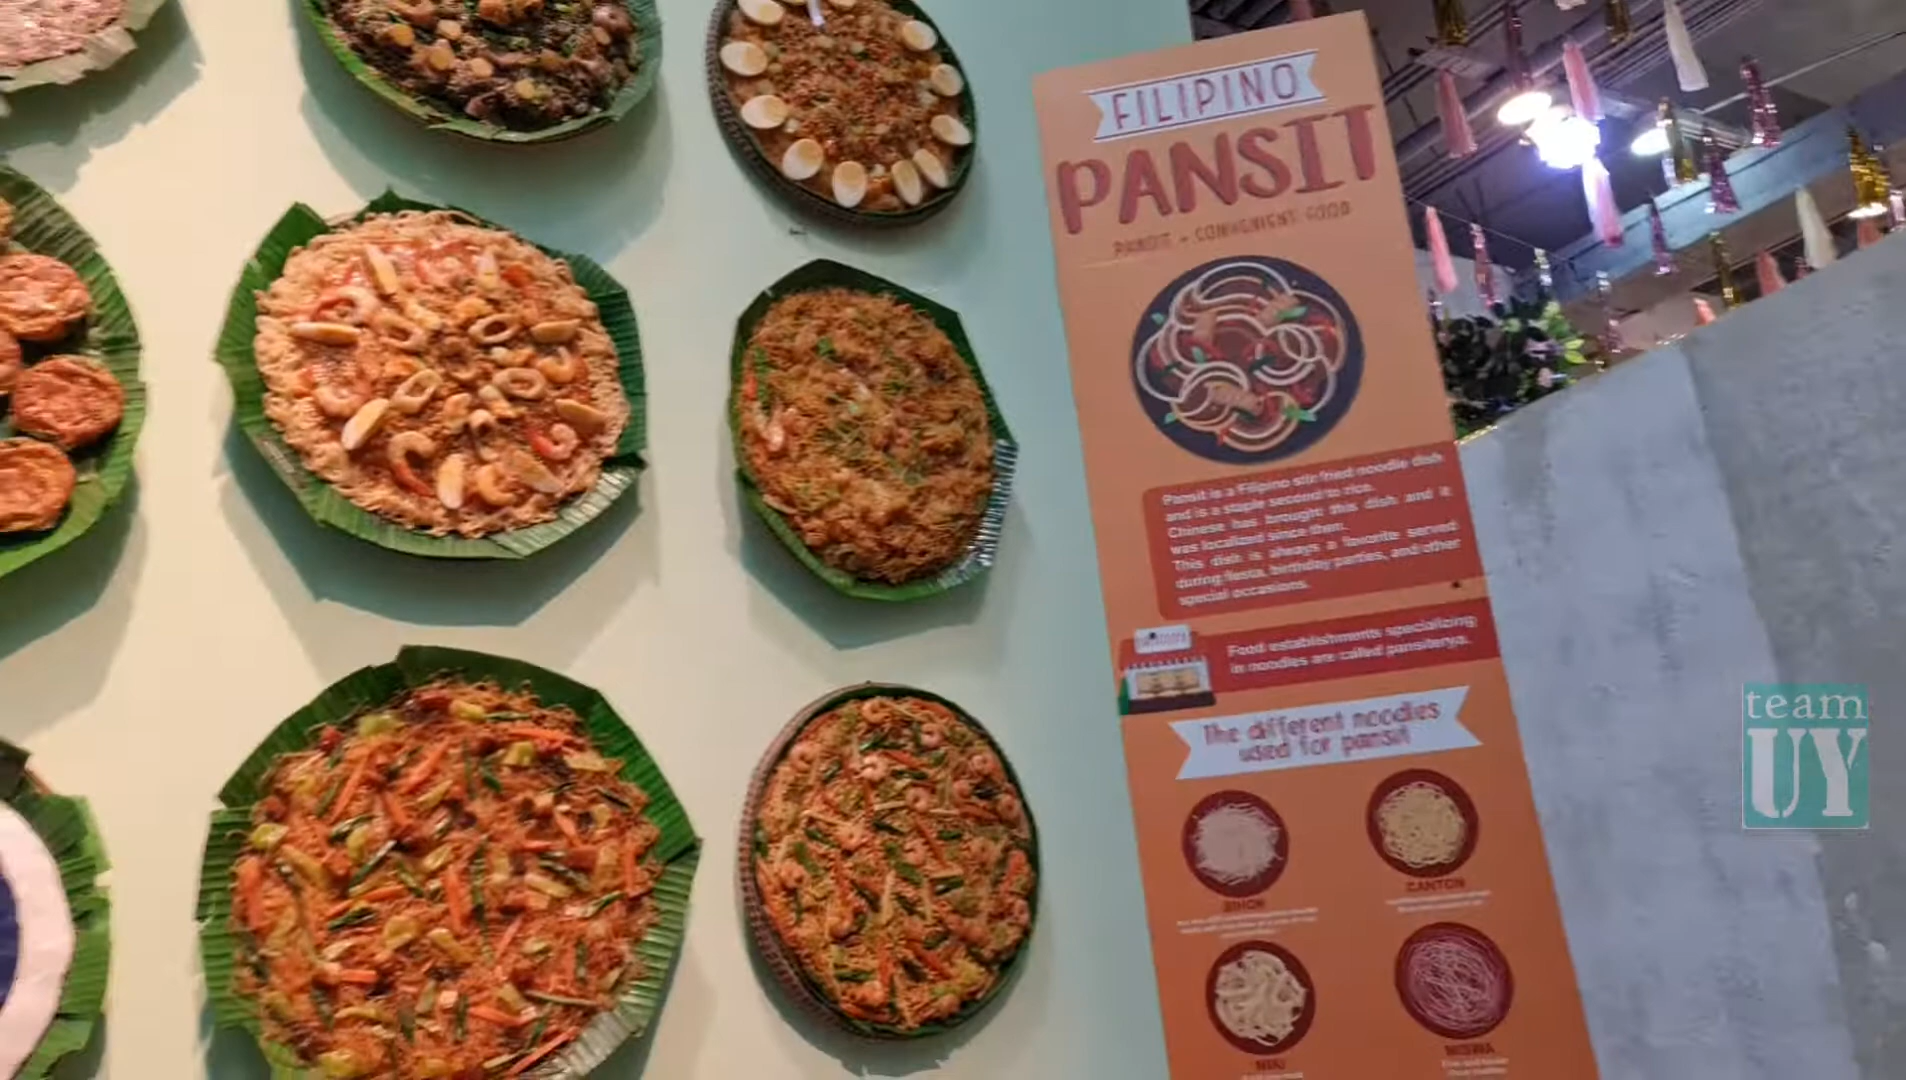 FILIPINO
PANSIT
PANSIT - CONVENIENT FOOD
Pansit is a Filipino stir fried noodle dish
and is a staple second to rice.
Chinese has brought this dish and it
was localized since then.
This dish is always a favorite served
during fiesta, birthday parties, and other
special occasions.
Food establishments specializing
in noodles are called pansiterya.
The different noodles
used for pansit
BIHON
CANTON
MIKI
MISWA
team
UY